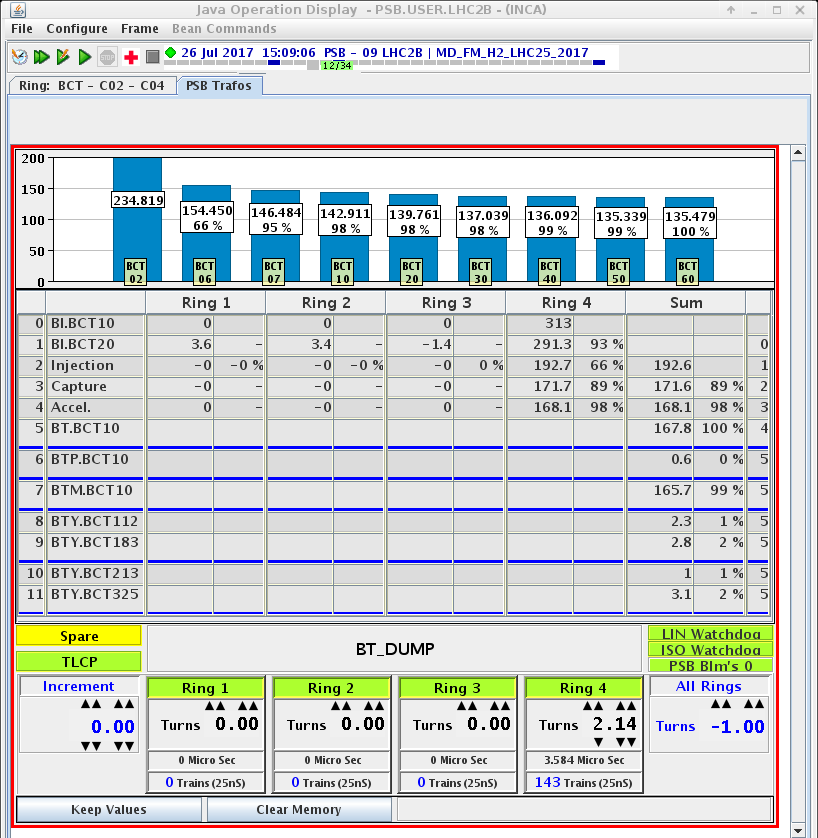 Java Operation Display - PSB.USER.LHC2B - (INCA)
File Configure Frame Bean Commands
26 Jul 2017 15:09:06 PSB - 09 LHC2B | MD_FM_H2_LHC25_2017
STOP
12/34
Ring: BCT - C02 - C04 PSB Trafos
200
150
100
50
0
234.819
154.450 66 %
146.484 95 %
142.911 98 %
139.761 98 %
137.039 98 %
136.092 99 %
135.339 99 %
135.479 100 %
BCT 02
BCT 06
BCT 07
BCT 10
BCT 20
BCT 30
BCT 40
BCT 50
BCT 60
Ring 1 Ring 2 Ring 3 Ring 4 Sum
0 BI.BCT10 0 0 0 313
1 BI.BCT20 3.6 - 3.4 - -1.4 - 291.3 93 % 0
2 Injection -0 -0 % -0 -0 % -0 0 % 192.7 66 % 192.6 1
3 Capture -0 - -0 - -0 - 171.7 89 % 171.6 89 % 2
4 Accel. 0 - -0 - 0 - 168.1 98 % 168.1 98 % 3
5 BT.BCT10 167.8 100 % 4
6 BTP.BCT10 0.6 0 % 5
7 BTM.BCT10 165.7 99 % 5
8 BTY.BCT112 2.3 1 % 5
9 BTY.BCT183 2.8 2 % 5
10 BTY.BCT213 1 1 % 5
11 BTY.BCT325 3.1 2 % 5
Spare
TLCP
BT_DUMP
LIN Watchdog
ISO Watchdog
PSB Blm's 0
Increment Ring 1 Ring 2 Ring 3 Ring 4 All Rings
0.00 Turns 0.00 Turns 0.00 Turns 0.00 Turns 2.14 Turns -1.00
0 Micro Sec 0 Micro Sec 0 Micro Sec 3.584 Micro Sec
0 Trains (25nS) 0 Trains (25nS) 0 Trains (25nS) 143 Trains (25nS)
Keep Values Clear Memory